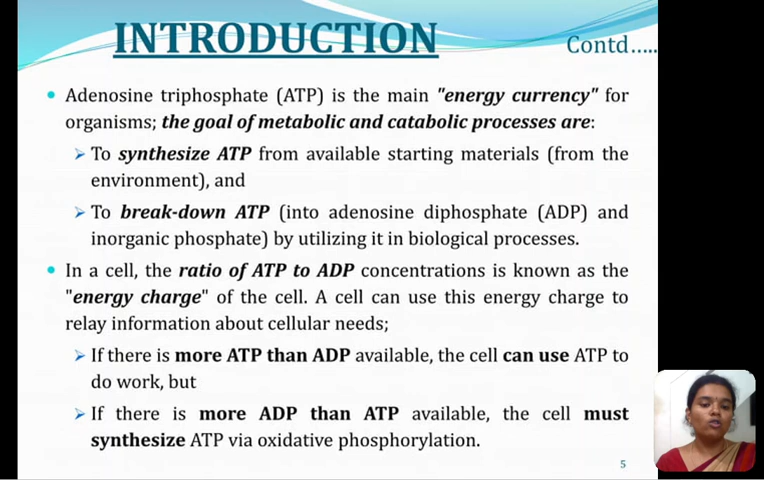 INTRODUCTION
Contd.....
• Adenosine triphosphate (ATP) is the main "energy currency" for
organisms; the goal of metabolic and catabolic processes are:
➢ To synthesize ATP from available starting materials (from the
environment), and
➢ To break-down ATP (into adenosine diphosphate (ADP) and
inorganic phosphate) by utilizing it in biological processes.
• In a cell, the ratio of ATP to ADP concentrations is known as the
"energy charge" of the cell. A cell can use this energy charge to
relay information about cellular needs;
➢ If there is more ATP than ADP available, the cell can use ATP to
do work, but
➢ If there is more ADP than ATP available, the cell must
synthesize ATP via oxidative phosphorylation.
5